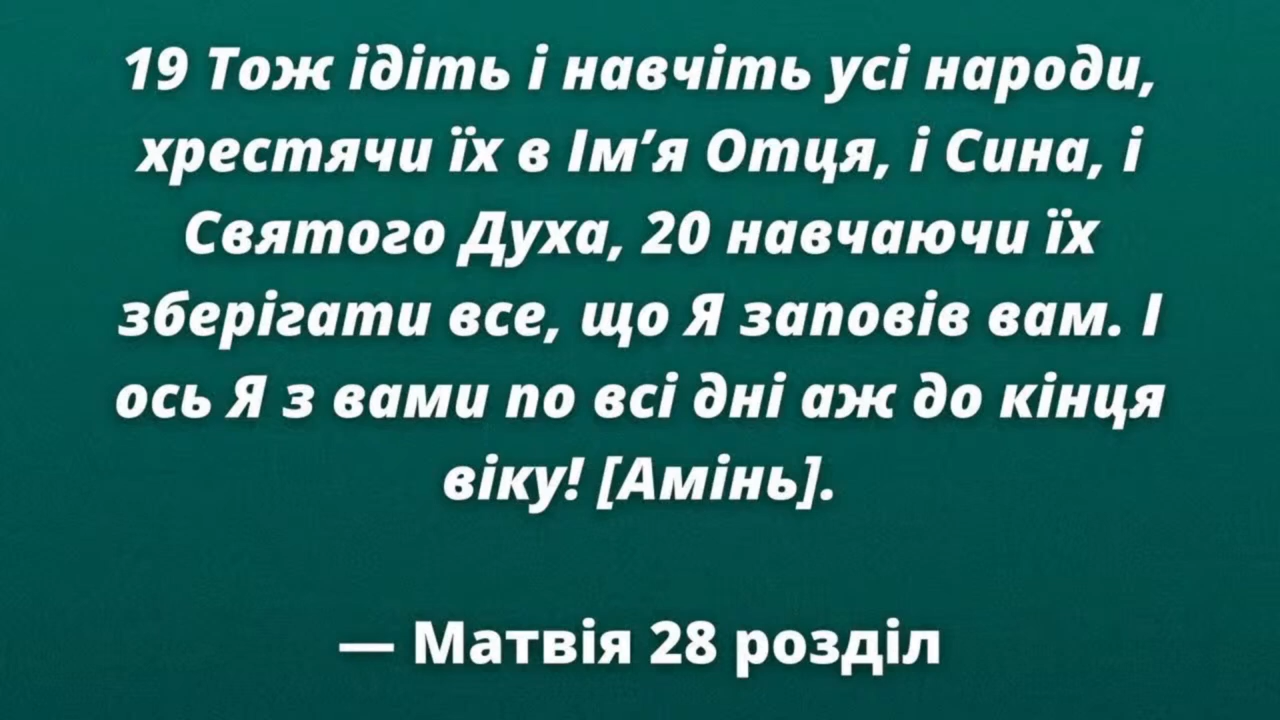 19 Тож ідіть і навчіть усі народи,
хрестячи їх в Ім’я Отця, і Сина, і
Святого Духа, 20 навчаючи їх
зберігати все, що Я заповів вам. І
ось Я з вами по всі дні аж до кінця
віку! [Амінь].
— Матвія 28 розділ